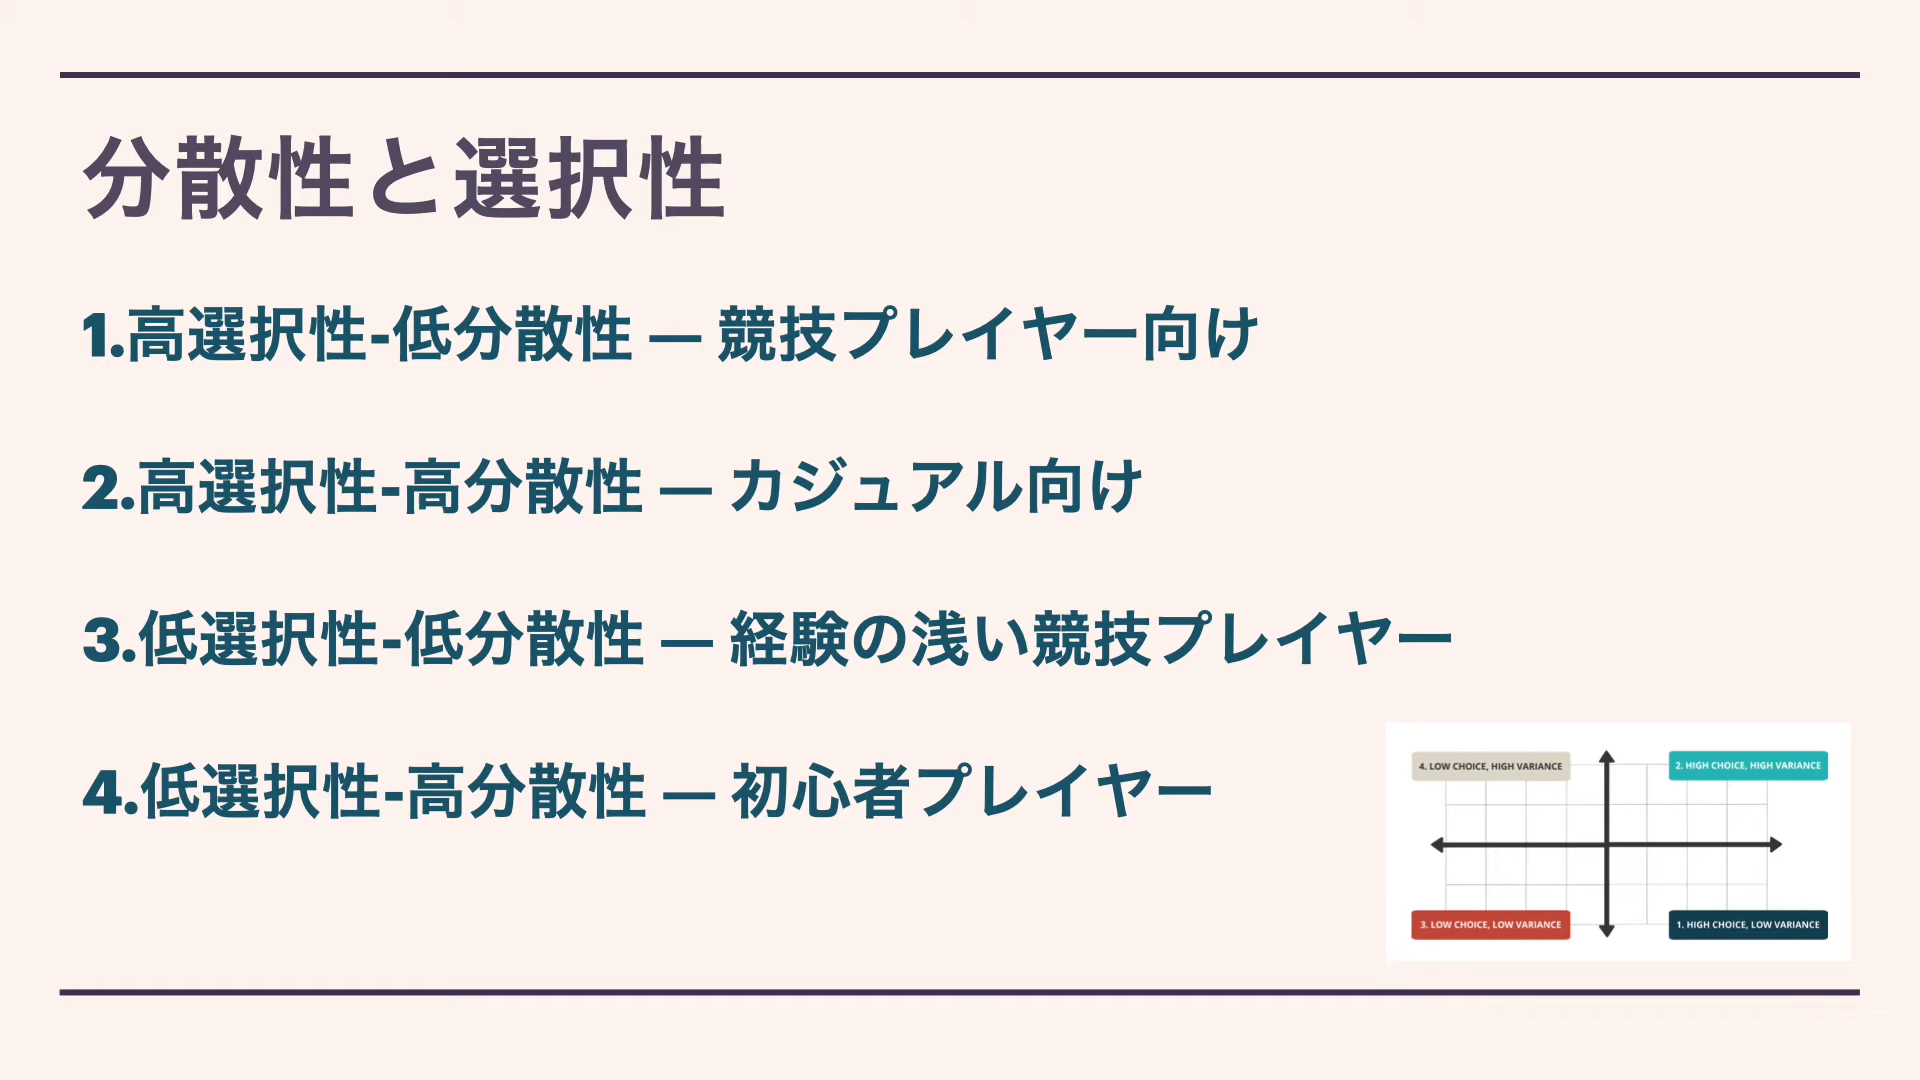 分散性と選択性
1.高選択性-低分散性 — 競技プレイヤー向け
2.高選択性-高分散性 — カジュアル向け
3.低選択性-低分散性 — 経験の浅い競技プレイヤー
4.低選択性-高分散性 — 初心者プレイヤー
4. LOW CHOICE, HIGH VARIANCE
2. HIGH CHOICE, HIGH VARIANCE
3. LOW CHOICE, LOW VARIANCE
1. HIGH CHOICE, LOW VARIANCE